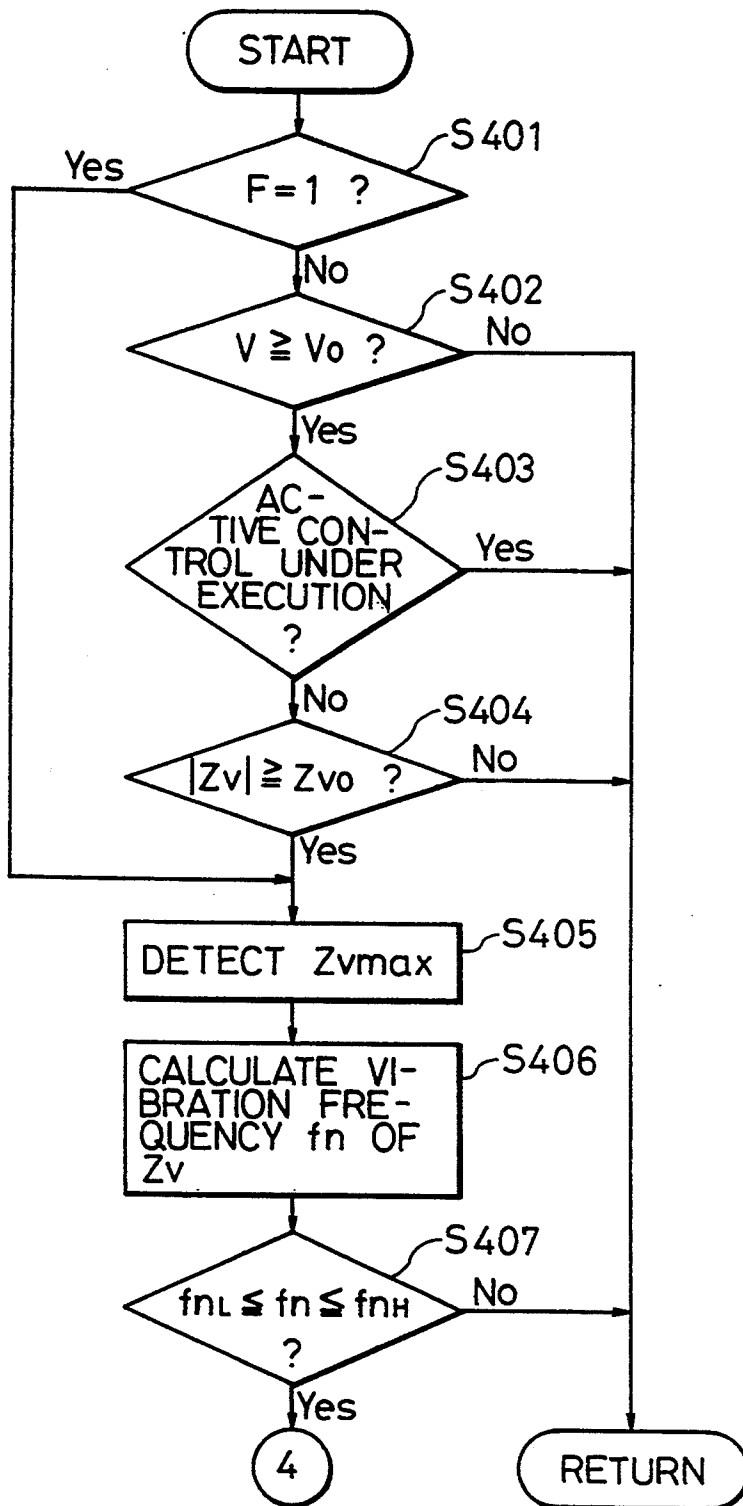 START
S401
Yes
F=1 ?
No
S402
V ≧ Vo ?
No
Yes
S403
AC-
TIVE CON-
TROL UNDER
EXECUTION
?
Yes
No
S404
|Zv| ≧ Zvo ?
No
Yes
S405
DETECT Zvmax
S406
CALCULATE VI-
BRATION FRE-
QUENCY fn OF
Zv
S407
fnL ≦ fn ≦ fnH
?
No
Yes
4
RETURN